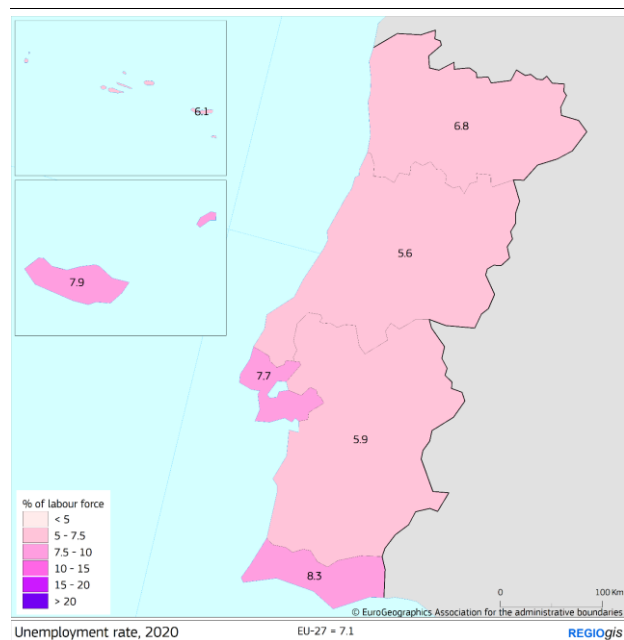 6.1
6.8
5.6
7.9
7.7
5.9
8.3
% of labour force
< 5
5 - 7.5
7.5 - 10
10 - 15
15 - 20
> 20
0 100 Km
© EuroGeographics Association for the administrative boundaries
Unemployment rate, 2020 EU-27 = 7.1 REGIOgis